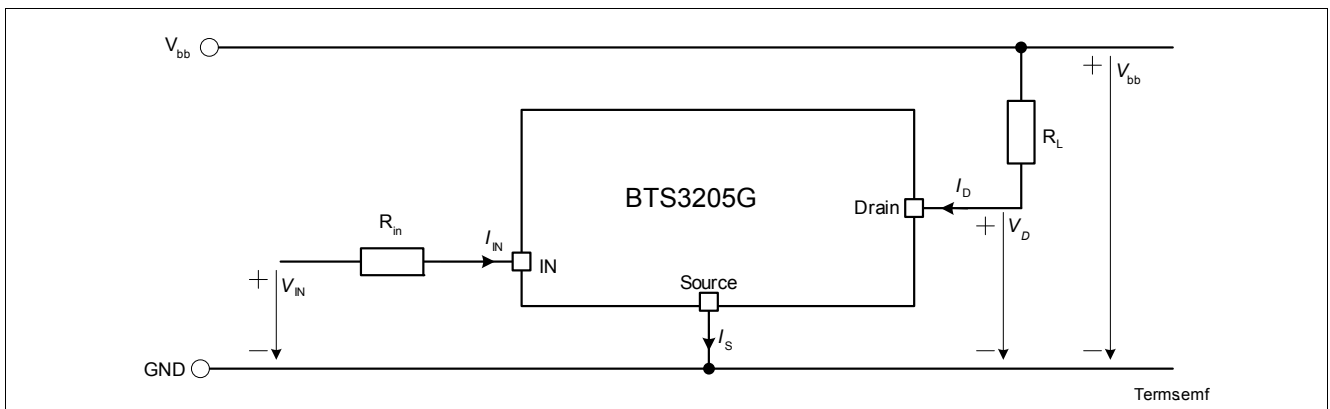 V_bb
+
V_bb
R_L
BTS3205G
I_D
Drain
+
V_D
R_in
I_IN
IN
+
V_IN
Source
I_S
−
−
−
GND
Termsemf